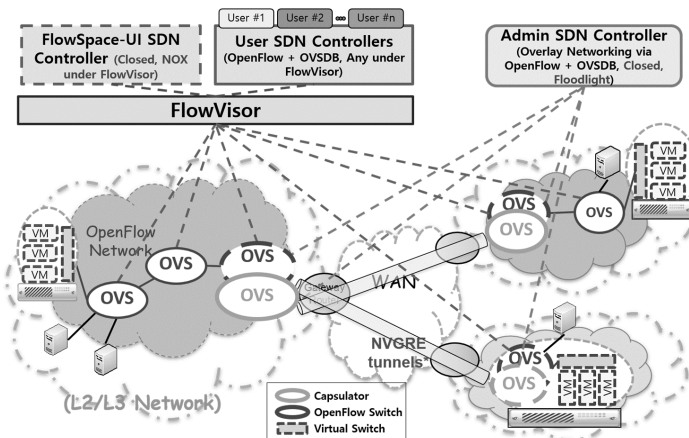 User #1
User #2
User #n
FlowSpace-UI SDN
Controller (Closed, NOX
under FlowVisor)
User SDN Controllers
(OpenFlow + OVSDB, Any under
FlowVisor)
Admin SDN Controller
(Overlay Networking via
OpenFlow + OVSDB, Closed,
Floodlight)
FlowVisor
VM
VM
VM
OVS
OVS
OVS
OpenFlow
Network
VM
VM
VM
OVS
OVS
OVS
OVS
Gateway
Router
WAN
NVGRE
tunnels*
OVS
OVS
VM
VM
VM
(L2/L3 Network)
Capsulator
OpenFlow Switch
Virtual Switch